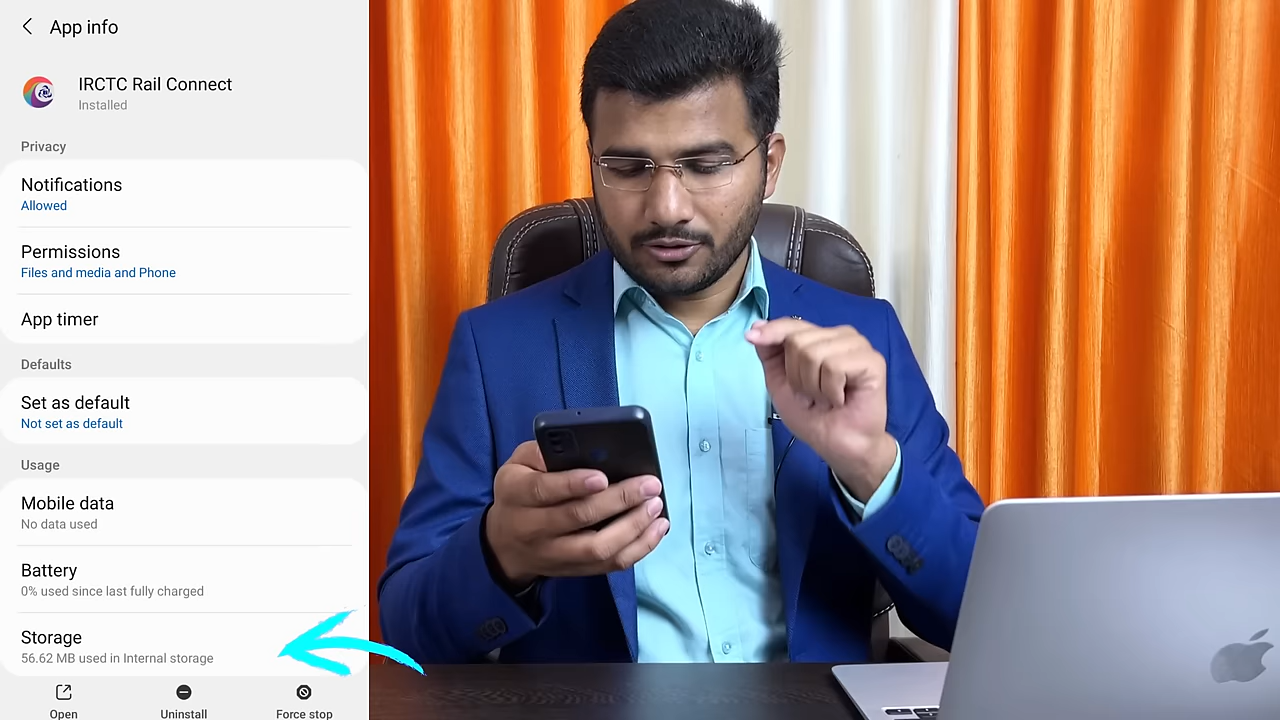 App info
IRCTC Rail Connect
Installed
Privacy
Notifications
Allowed
Permissions
Files and media and Phone
App timer
Defaults
Set as default
Not set as default
Usage
Mobile data
No data used
Battery
0% used since last fully charged
Storage
56.62 MB used in Internal storage
Open
Uninstall
Force stop